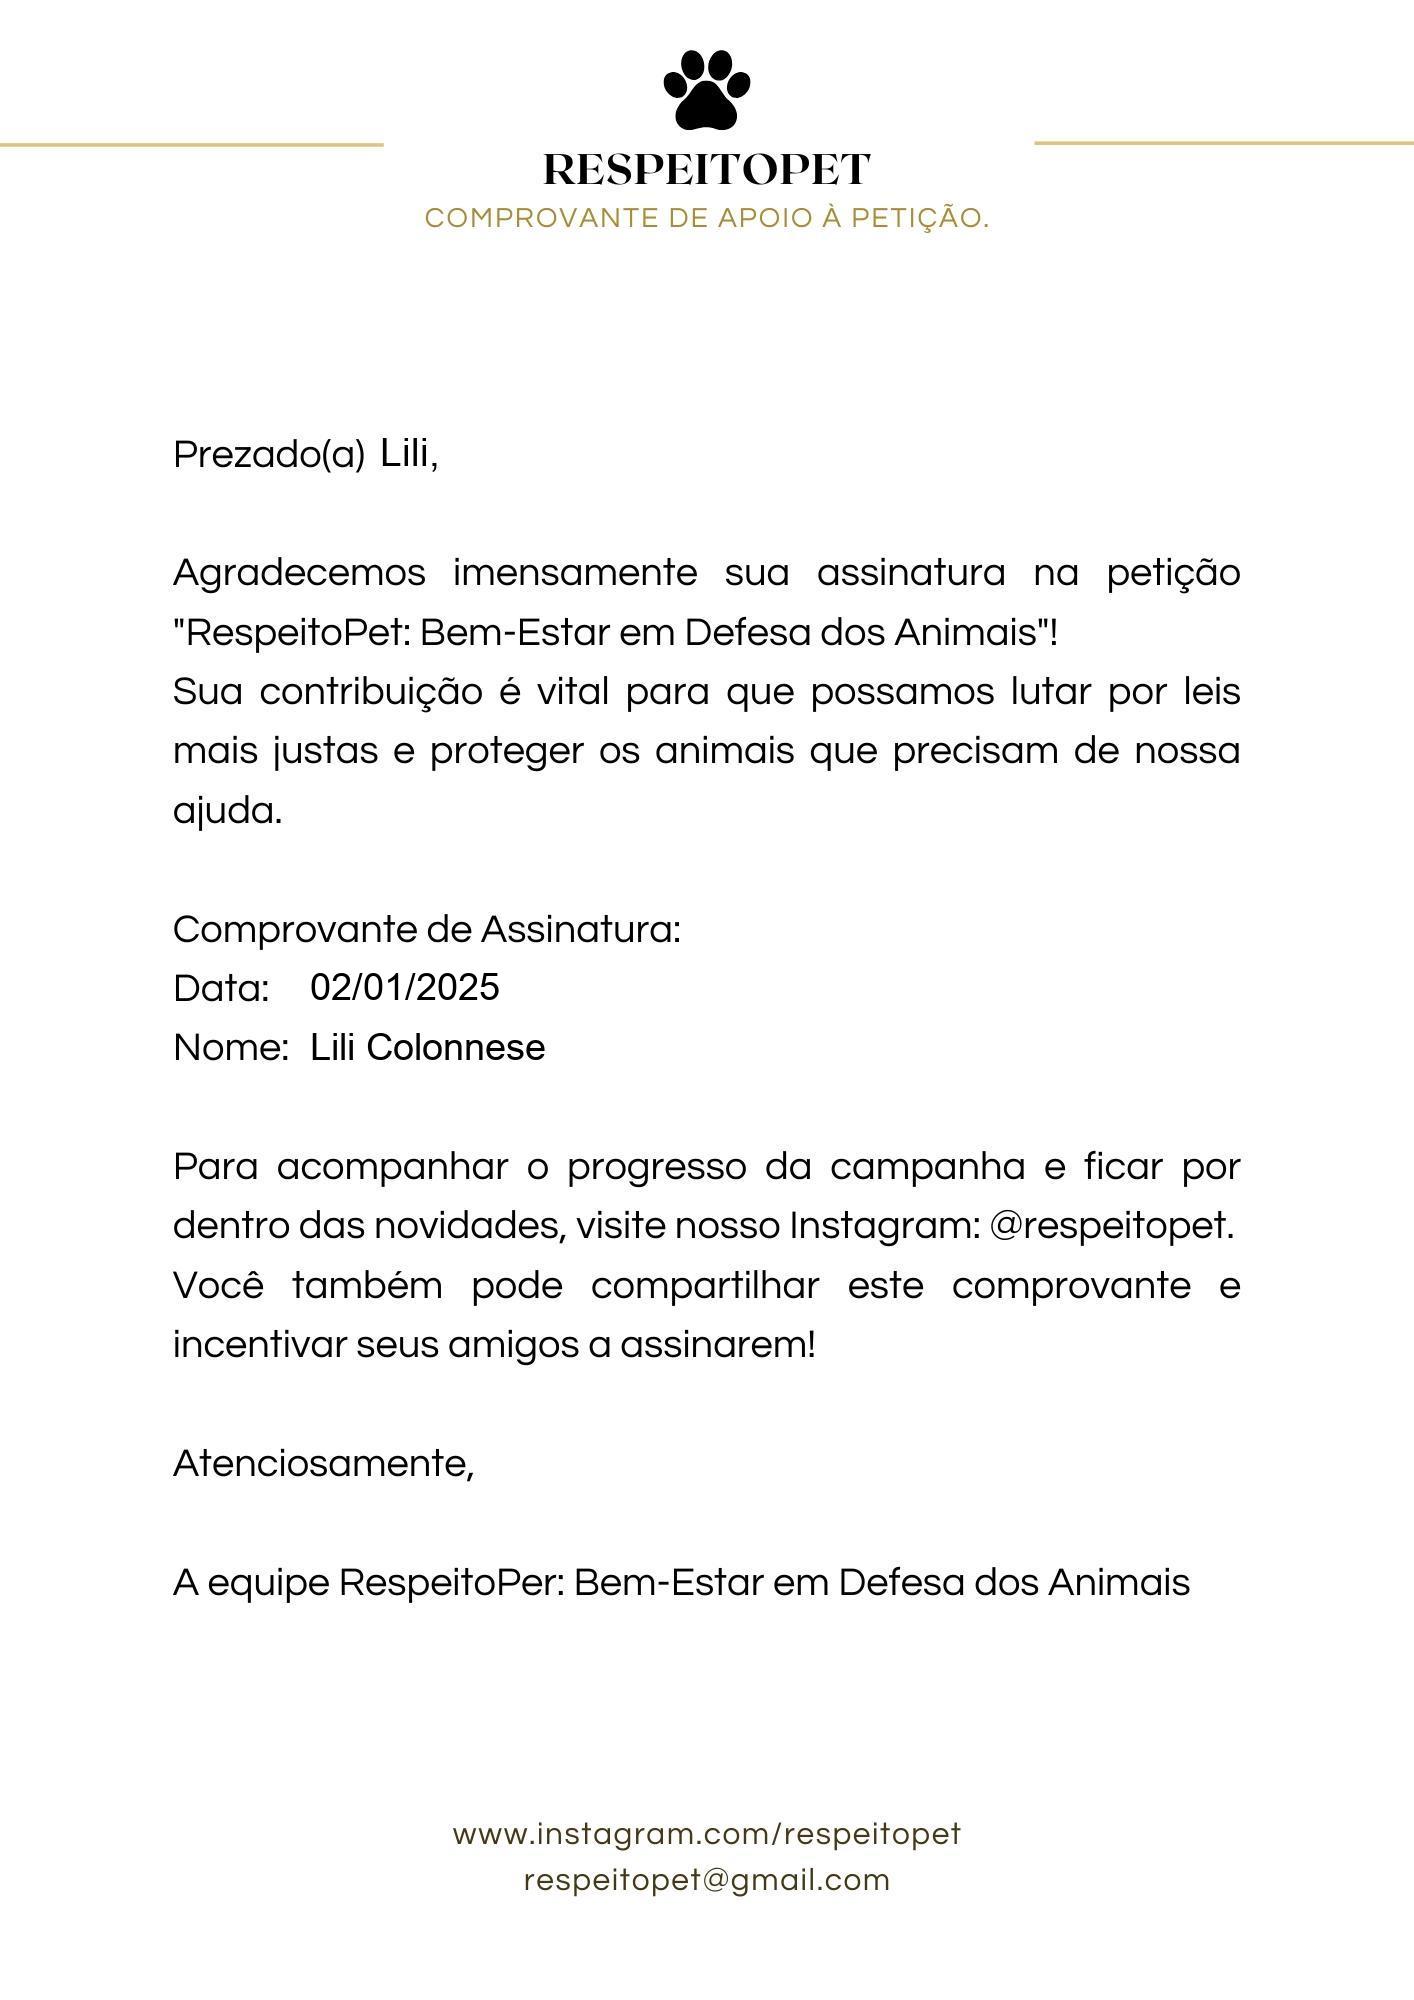 RESPEITOPET
COMPROVANTE DE APOIO À PETIÇÃO.
Prezado(a) Lili,
Agradecemos imensamente sua assinatura na petição
"RespeitoPet: Bem-Estar em Defesa dos Animais"!
Sua contribuição é vital para que possamos lutar por leis
mais justas e proteger os animais que precisam de nossa
ajuda.
Comprovante de Assinatura:
Data: 02/01/2025
Nome: Lili Colonnese
Para acompanhar o progresso da campanha e ficar por
dentro das novidades, visite nosso Instagram: @respeitopet.
Você também pode compartilhar este comprovante e
incentivar seus amigos a assinarem!
Atenciosamente,
A equipe RespeitoPer: Bem-Estar em Defesa dos Animais
www.instagram.com/respeitopet
respeitopet@gmail.com